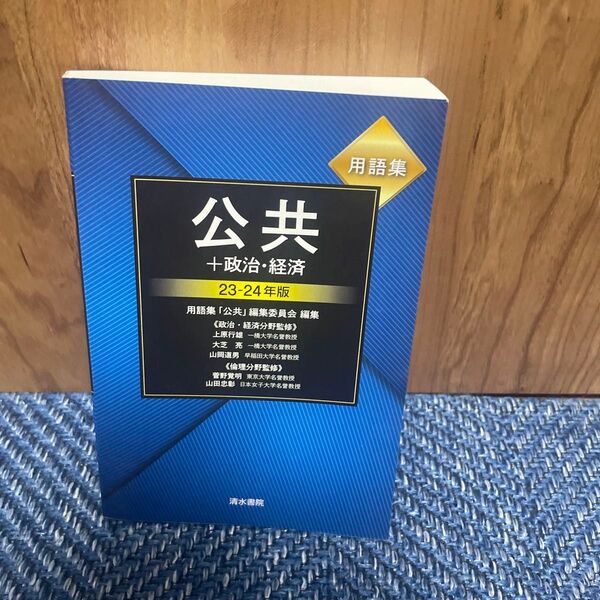 用語集
公共
＋政治・経済
23-24年版
用語集「公共」編集委員会 編集
《政治・経済分野監修》
上原行雄 一橋大学名誉教授
大芝 亮 一橋大学名誉教授
山岡道男 早稲田大学名誉教授
《倫理分野監修》
菅野覚明 東京大学名誉教授
山田忠彰 日本女子大学名誉教授
清水書院